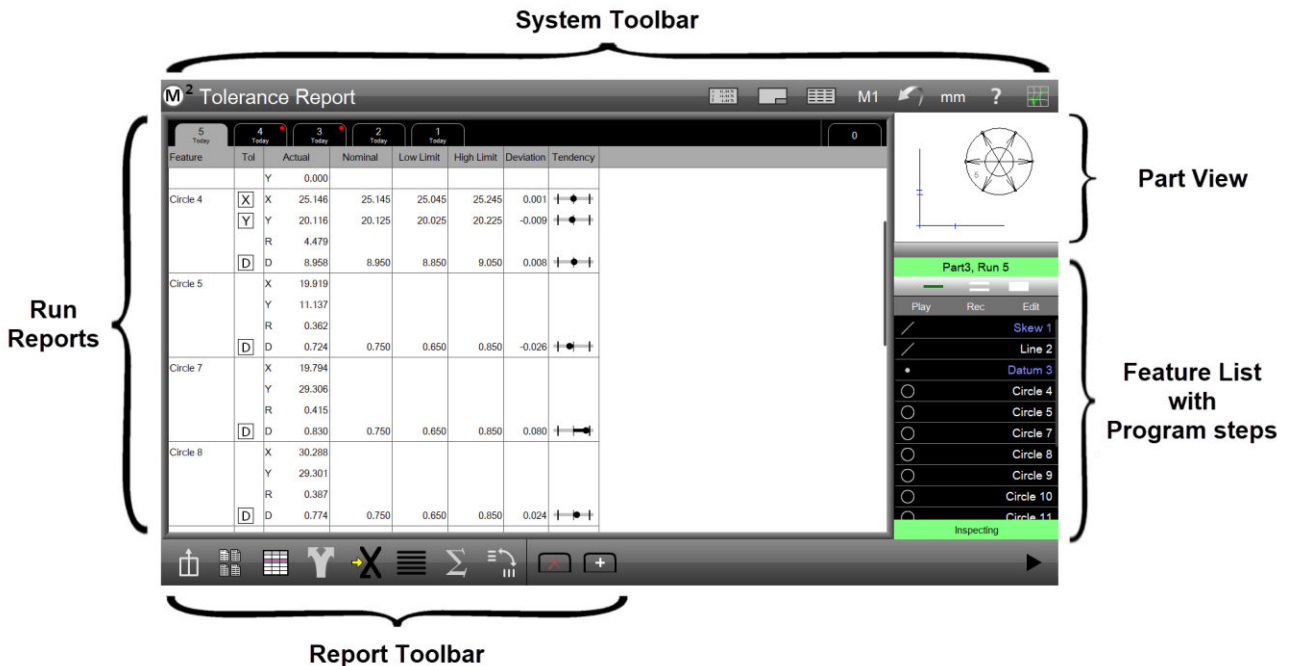 System Toolbar
M2 Tolerance Report
M1 mm ?
5 Today 4 Today 3 Today 2 Today 1 Today 0
Feature Tol Actual Nominal Low Limit High Limit Deviation Tendency
Y 0.000
Circle 4 X X 25.146 25.145 25.045 25.245 0.001
Y Y 20.116 20.125 20.025 20.225 -0.009
R 4.479
D D 8.958 8.950 8.850 9.050 0.008
Circle 5 X 19.919
Y 11.137
R 0.362
D D 0.724 0.750 0.650 0.850 -0.026
Circle 7 X 19.794
Y 29.306
R 0.415
D D 0.830 0.750 0.650 0.850 0.080
Circle 8 X 30.288
Y 29.301
R 0.387
D D 0.774 0.750 0.650 0.850 0.024
5
Part3, Run 5
Play Rec Edit
Skew 1
Line 2
Datum 3
Circle 4
Circle 5
Circle 7
Circle 8
Circle 9
Circle 10
Circle 11
Inspecting
Run
Reports
Part View
Feature List
with
Program steps
Report Toolbar